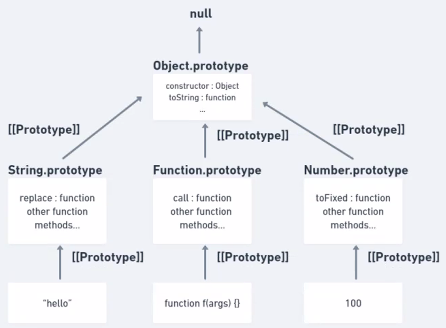 null
Object.prototype
constructor : Object
toString : function
...
[[Prototype]]
[[Prototype]]
[[Prototype]]
String.prototype
Function.prototype
Number.prototype
replace : function
other function
methods...
call : function
other function
methods...
toFixed : function
other function
methods...
[[Prototype]]
[[Prototype]]
[[Prototype]]
"hello"
function f(args) {}
100